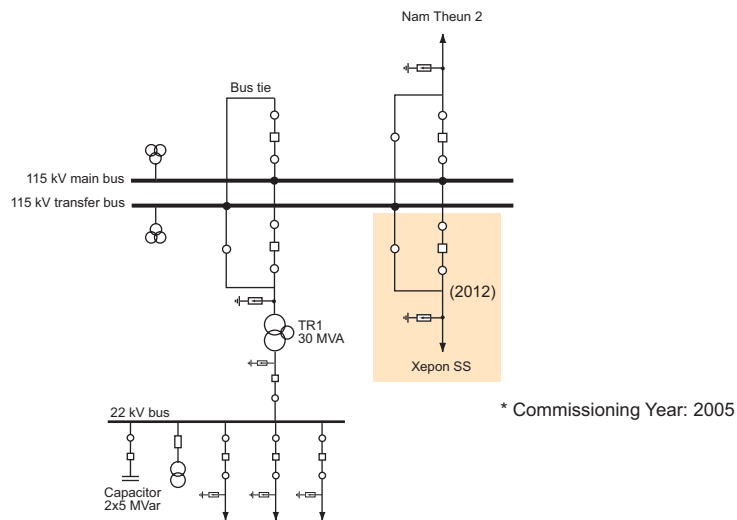 Nam Theun 2
Bus tie
115 kV main bus
115 kV transfer bus
(2012)
TR1
30 MVA
Xepon SS
22 kV bus
* Commissioning Year: 2005
Capacitor
2x5 MVar